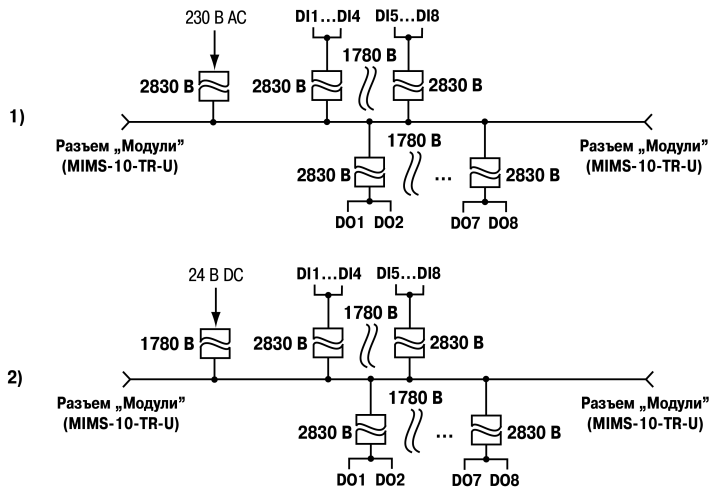 230 В AC
DI1...DI4 DI5...DI8
1780 В
2830 В 2830 В 2830 В
1)
Разъем „Модули” Разъем „Модули”
(MIMS-10-TR-U) (MIMS-10-TR-U)
1780 В
2830 В ... 2830 В
DO1 DO2 DO7 DO8
24 В DC
DI1...DI4 DI5...DI8
1780 В
1780 В 2830 В 2830 В
2)
Разъем „Модули” Разъем „Модули”
(MIMS-10-TR-U) (MIMS-10-TR-U)
1780 В
2830 В ... 2830 В
DO1 DO2 DO7 DO8